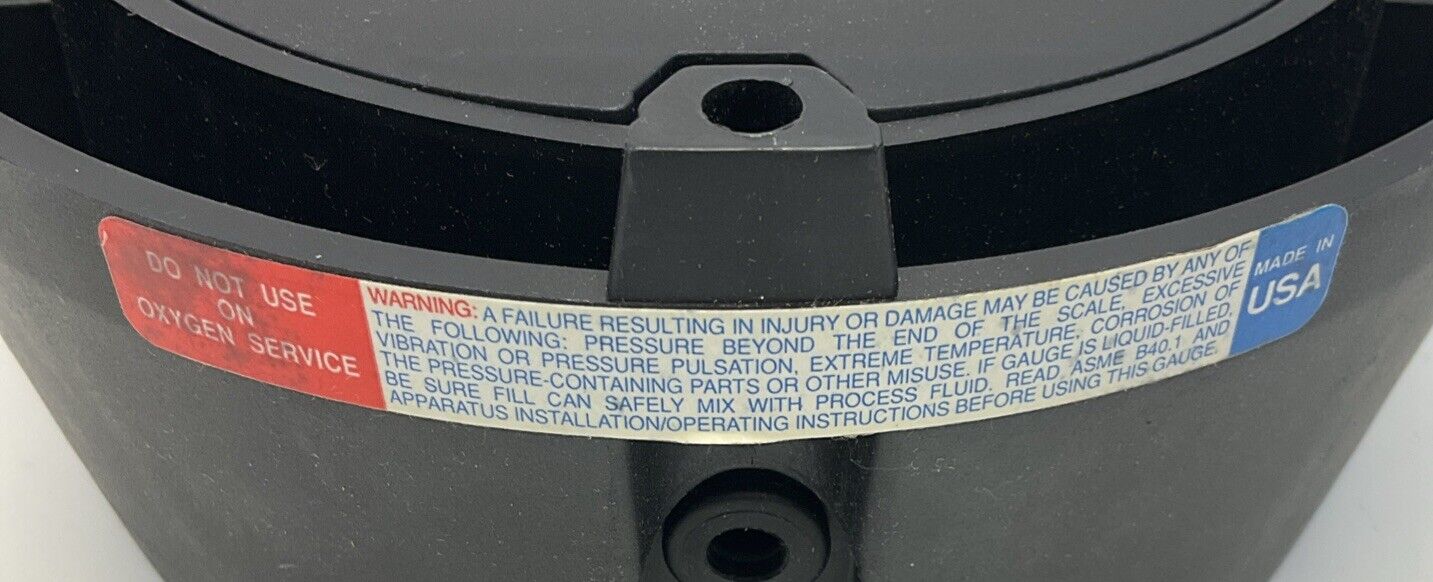 DO NOT USE
ON
OXYGEN SERVICE
WARNING: A FAILURE RESULTING IN INJURY OR DAMAGE MAY BE CAUSED BY ANY OF
THE FOLLOWING: PRESSURE BEYOND THE END OF THE SCALE, EXCESSIVE
VIBRATION OR PRESSURE PULSATION, EXTREME TEMPERATURE, CORROSION OF
THE PRESSURE-CONTAINING PARTS OR OTHER MISUSE. IF GAUGE IS LIQUID-FILLED,
BE SURE FILL CAN SAFELY MIX WITH PROCESS FLUID. READ ASME B40.1 AND
APPARATUS INSTALLATION/OPERATING INSTRUCTIONS BEFORE USING THIS GAUGE.
MADE IN
USA